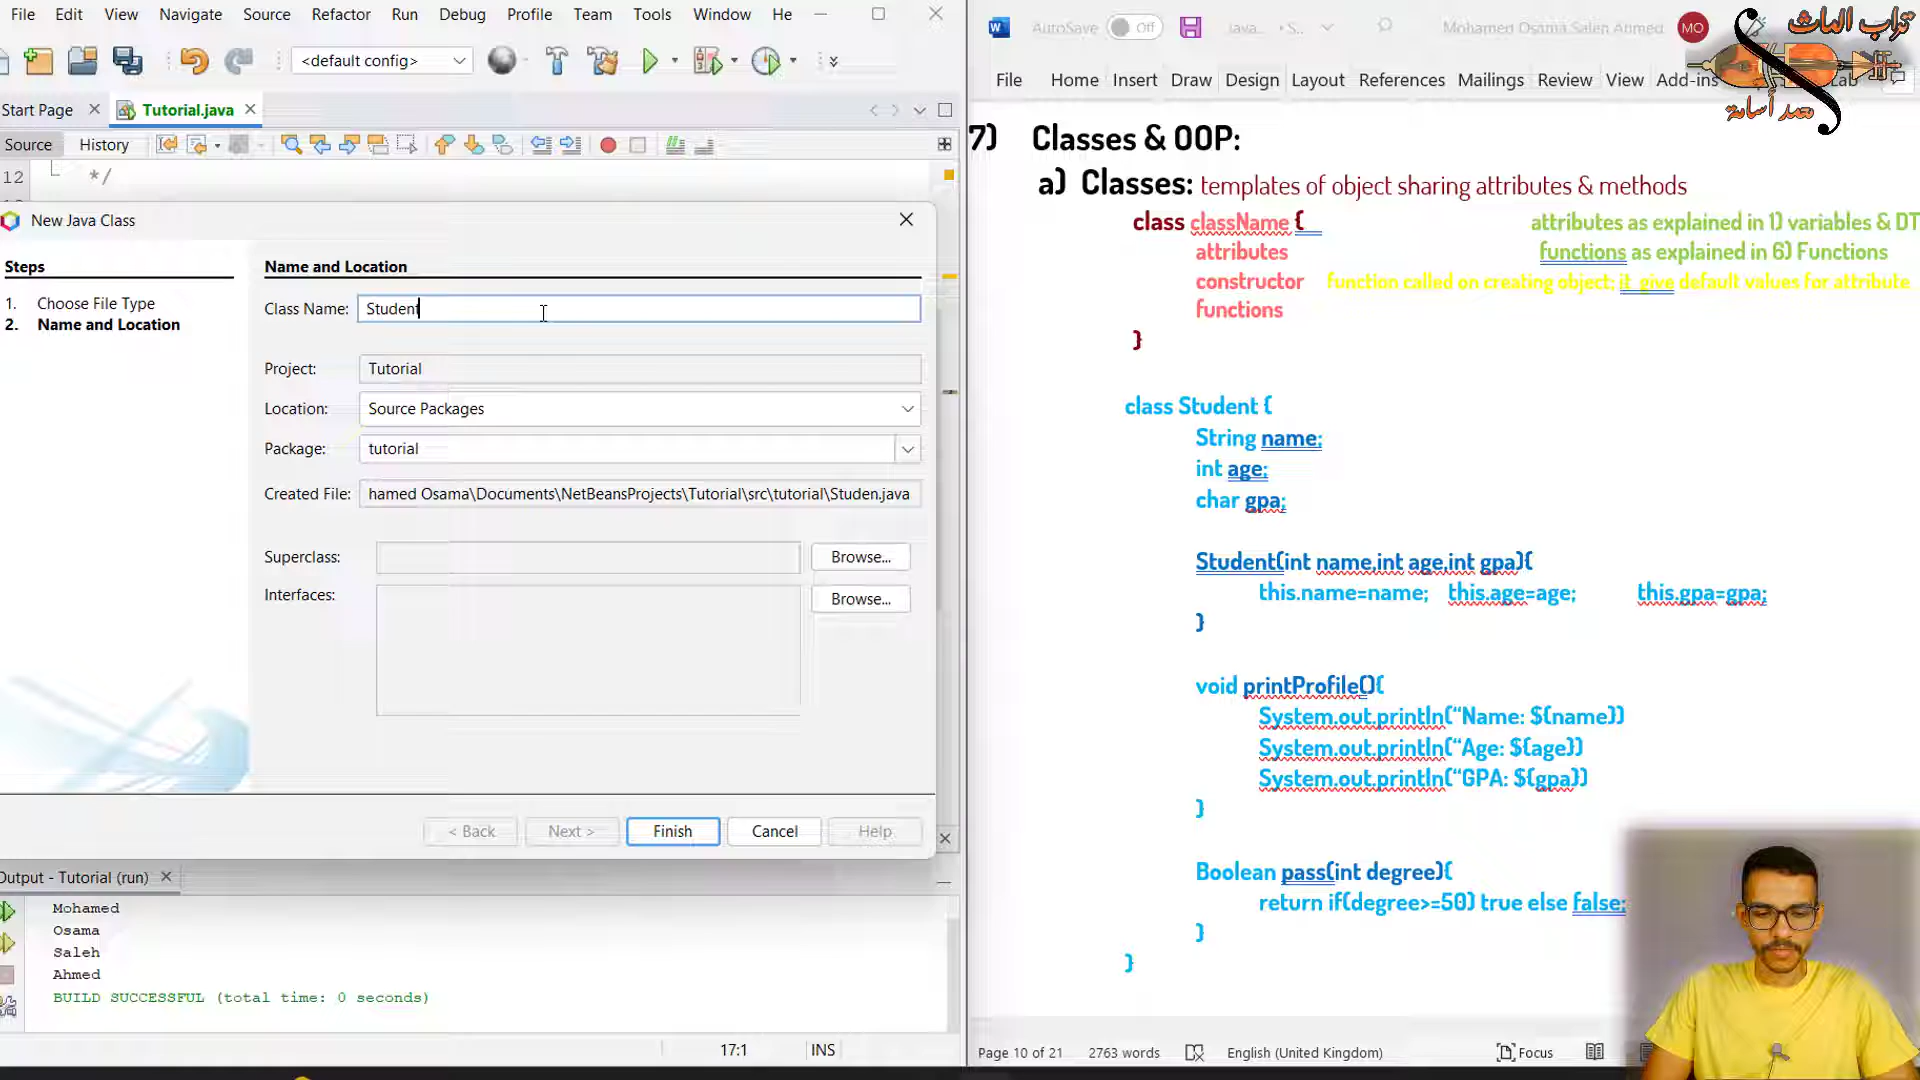 File Edit View Navigate Source Refactor Run Debug Profile Team Tools Window He
<default config>
Start Page
Tutorial.java
Source History
12 */
New Java Class
Steps
1. Choose File Type
2. Name and Location
Name and Location
Class Name: Student
Project: Tutorial
Location: Source Packages
Package: tutorial
Created File: hamed Osama\Documents\NetBeansProjects\Tutorial\src\tutorial\Studen.java
Superclass: Browse...
Interfaces: Browse...
< Back Next > Finish Cancel Help
Output - Tutorial (run)
Mohamed
Osama
Saleh
Ahmed
BUILD SUCCESSFUL (total time: 0 seconds)
17:1 INS
AutoSave Off Java... • S... Mohamed Osama Saleh Ahmed MO
File Home Insert Draw Design Layout References Mailings Review View Add-ins
تراب الماث
محمد أسامة
7) Classes & OOP:
a) Classes: templates of object sharing attributes & methods
class className { attributes as explained in 1) variables & DT
attributes functions as explained in 6) Functions
constructor function called on creating object; it give default values for attribute
functions
}
class Student {
String name;
int age;
char gpa;
Student(int name,int age,int gpa){
this.name=name; this.age=age; this.gpa=gpa;
}
void printProfile(){
System.out.println(“Name: ${name})
System.out.println(“Age: ${age})
System.out.println(“GPA: ${gpa})
}
Boolean pass(int degree){
return if(degree>=50) true else false;
}
}
Page 10 of 21 2763 words English (United Kingdom) Focus